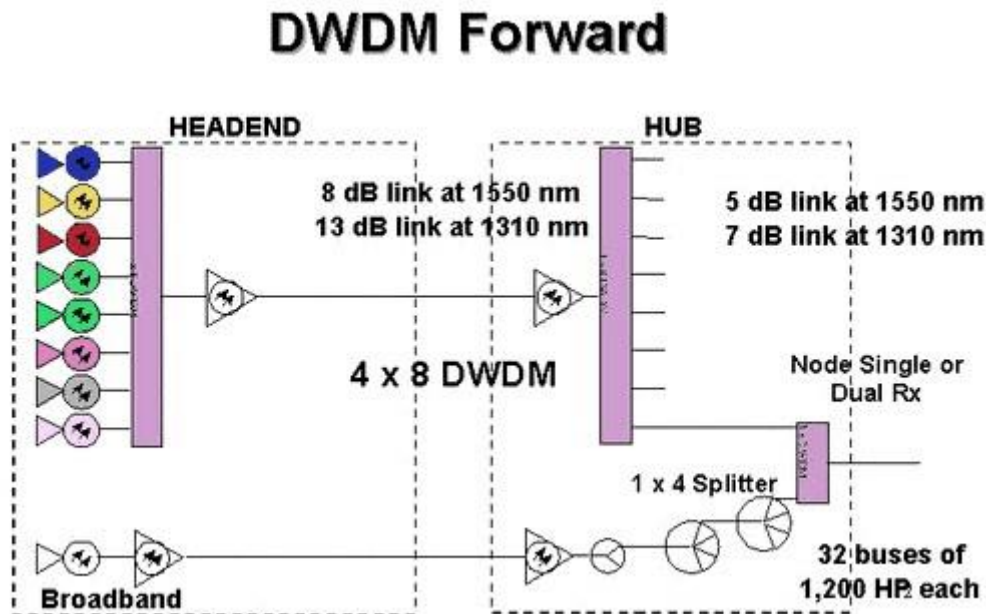 DWDM Forward
HEADEND
HUB
8 dB link at 1550 nm
13 dB link at 1310 nm
5 dB link at 1550 nm
7 dB link at 1310 nm
4 x 8 DWDM
Node Single or
Dual Rx
1 x 4 Splitter
32 buses of
1,200 HP2 each
Broadband